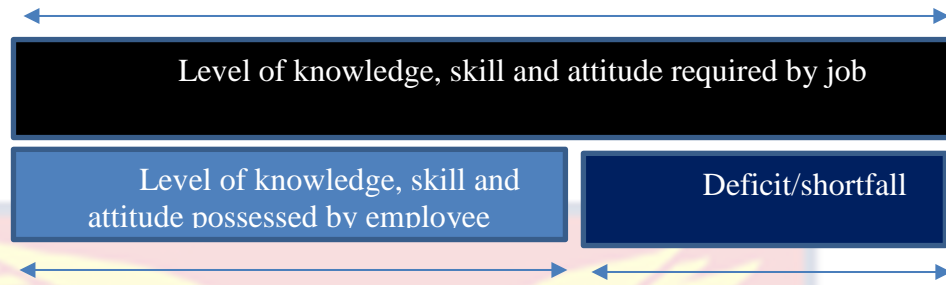 Level of knowledge, skill and attitude required by job
Level of knowledge, skill and
attitude possessed by employee
Deficit/shortfall